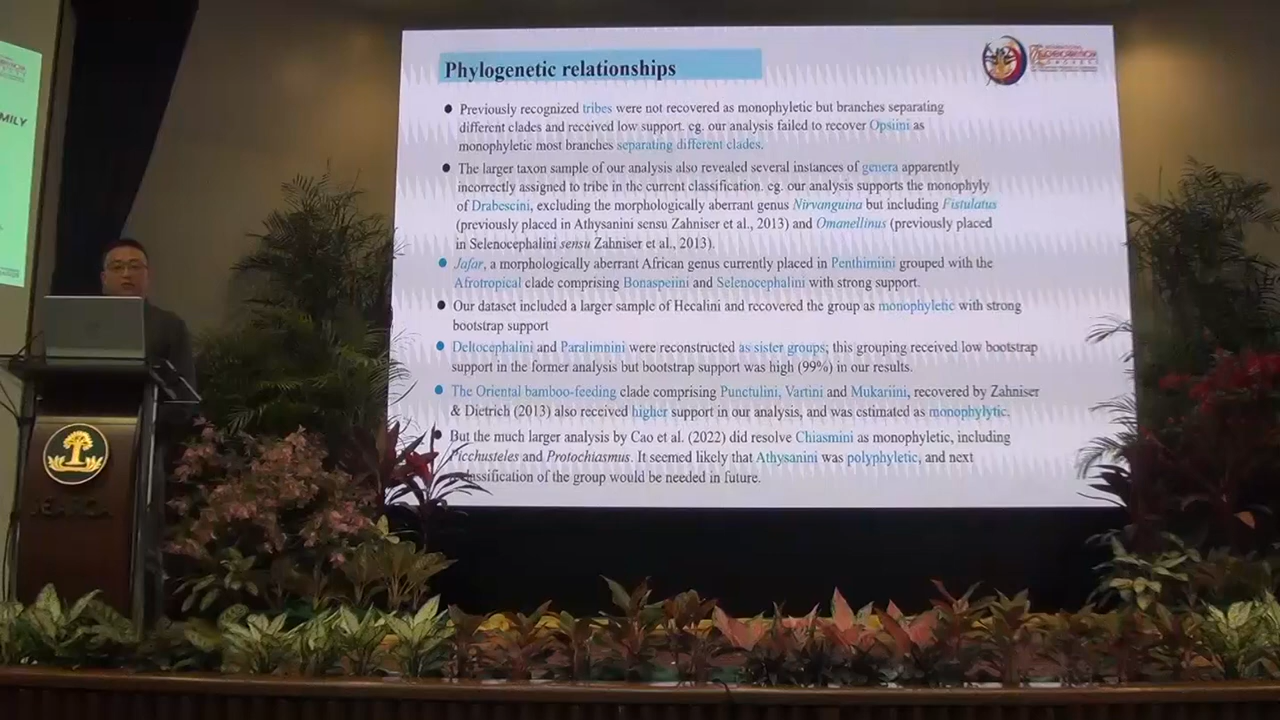 MILY
Phylogenetic relationships
INTERNATIONAL
CONGRESS
Previously recognized tribes were not recovered as monophyletic but branches separating
different clades and received low support. eg. our analysis failed to recover Opsiini as
monophyletic most branches separating different clades.
The larger taxon sample of our analysis also revealed several instances of genera apparently
incorrectly assigned to tribe in the current classification. eg. our analysis supports the monophyly
of Drabescini, excluding the morphologically aberrant genus Nirvanguina but including Fistulatus
(previously placed in Athysanini sensu Zahniser et al., 2013) and Omanellinus (previously placed
in Selenocephalini sensu Zahniser et al., 2013).
Jafar, a morphologically aberrant African genus currently placed in Penthimiini grouped with the
Afrotropical clade comprising Bonaspeiini and Selenocephalini with strong support.
Our dataset included a larger sample of Hecalini and recovered the group as monophyletic with strong
bootstrap support
Deltocephalini and Paralimnini were reconstructed as sister groups; this grouping received low bootstrap
support in the former analysis but bootstrap support was high (99%) in our results.
The Oriental bamboo-feeding clade comprising Punctulini, Vartini and Mukariini, recovered by Zahniser
& Dietrich (2013) also received higher support in our analysis, and was estimated as monophylytic.
But the much larger analysis by Cao et al. (2022) did resolve Chiasmini as monophyletic, including
Picchusteles and Protochiasmus. It seemed likely that Athysanini was polyphyletic, and next
classification of the group would be needed in future.